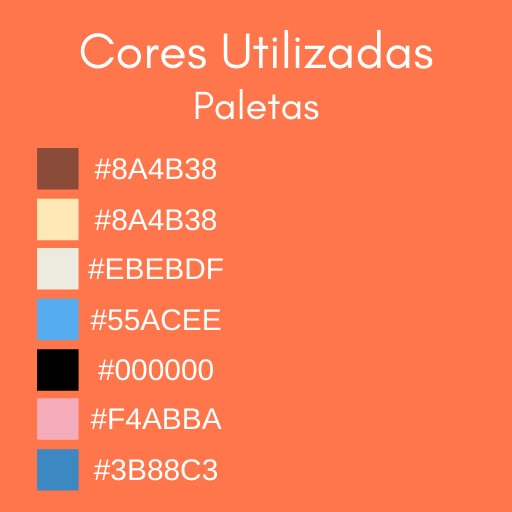 Cores Utilizadas
Paletas
#8A4B38
#8A4B38
#EBEBDF
#55ACEE
#000000
#F4ABBA
#3B88C3